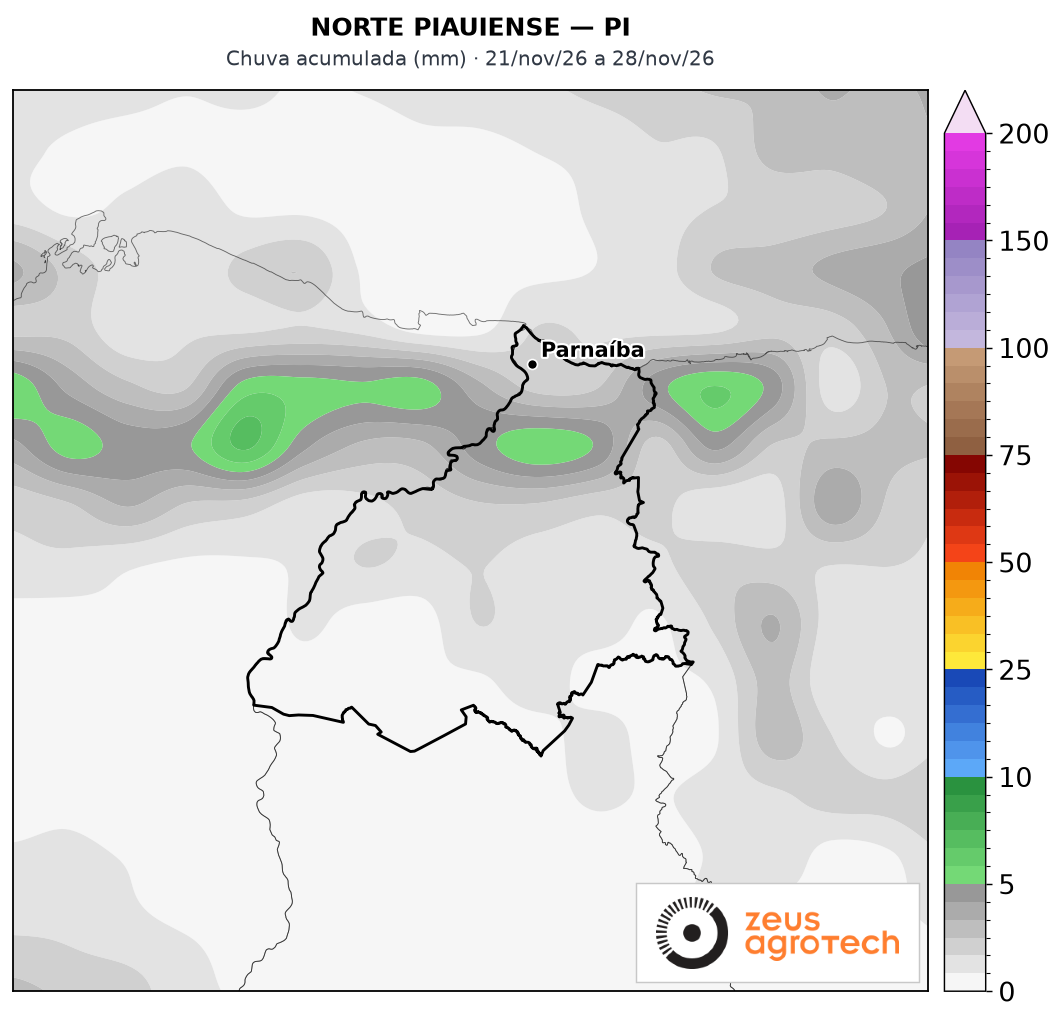 NORTE PIAUIENSE — PI
Chuva acumulada (mm) · 21/nov/26 a 28/nov/26
Parnaíba
200
150
100
75
50
25
10
5
0
zeus
agrotech